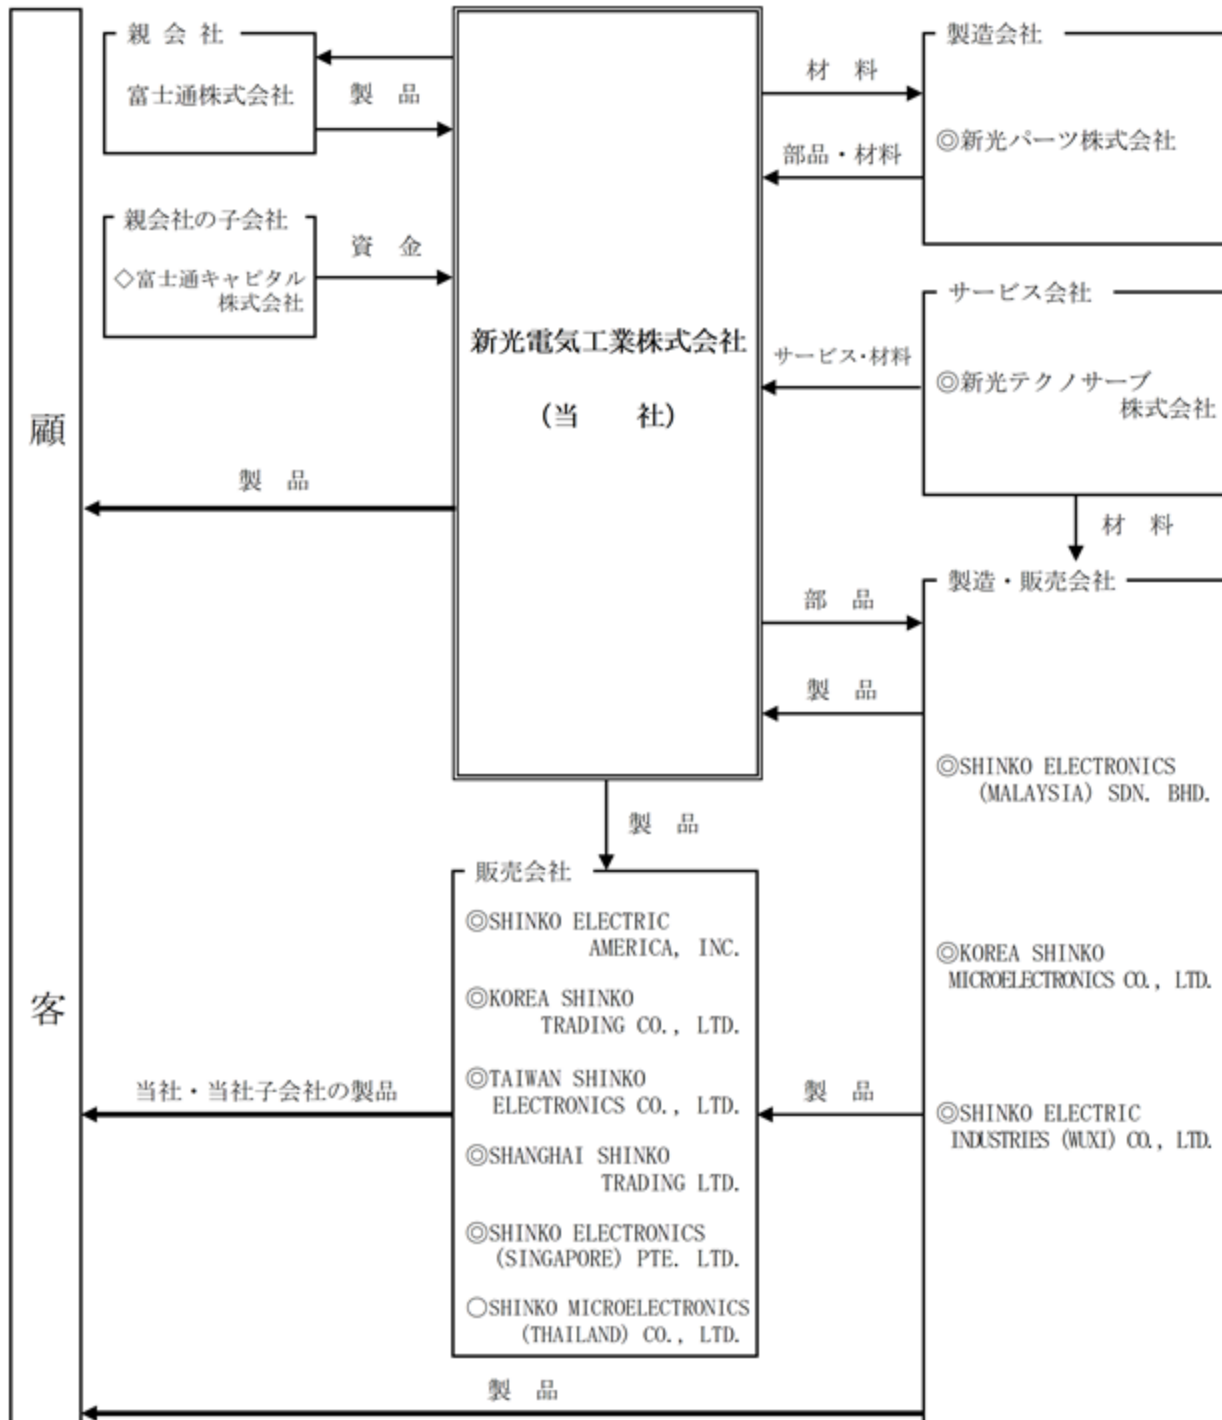 親 会 社
富士通株式会社
製 品
親会社の子会社
◇富士通キャピタル
株式会社
資 金
顧
客
製 品
新光電気工業株式会社
(当 社)
材 料
部品・材料
製造会社
◎新光パーツ株式会社
サービス会社
◎新光テクノサーブ
株式会社
サービス・材料
材 料
製造・販売会社
部 品
製 品
◎SHINKO ELECTRONICS
(MALAYSIA) SDN. BHD.
◎KOREA SHINKO
MICROELECTRONICS CO., LTD.
◎SHINKO ELECTRIC
INDUSTRIES (WUXI) CO., LTD.
製 品
販売会社
◎SHINKO ELECTRIC
AMERICA, INC.
◎KOREA SHINKO
TRADING CO., LTD.
◎TAIWAN SHINKO
ELECTRONICS CO., LTD.
◎SHANGHAI SHINKO
TRADING LTD.
◎SHINKO ELECTRONICS
(SINGAPORE) PTE. LTD.
○SHINKO MICROELECTRONICS
(THAILAND) CO., LTD.
当社・当社子会社の製品
製 品
製 品